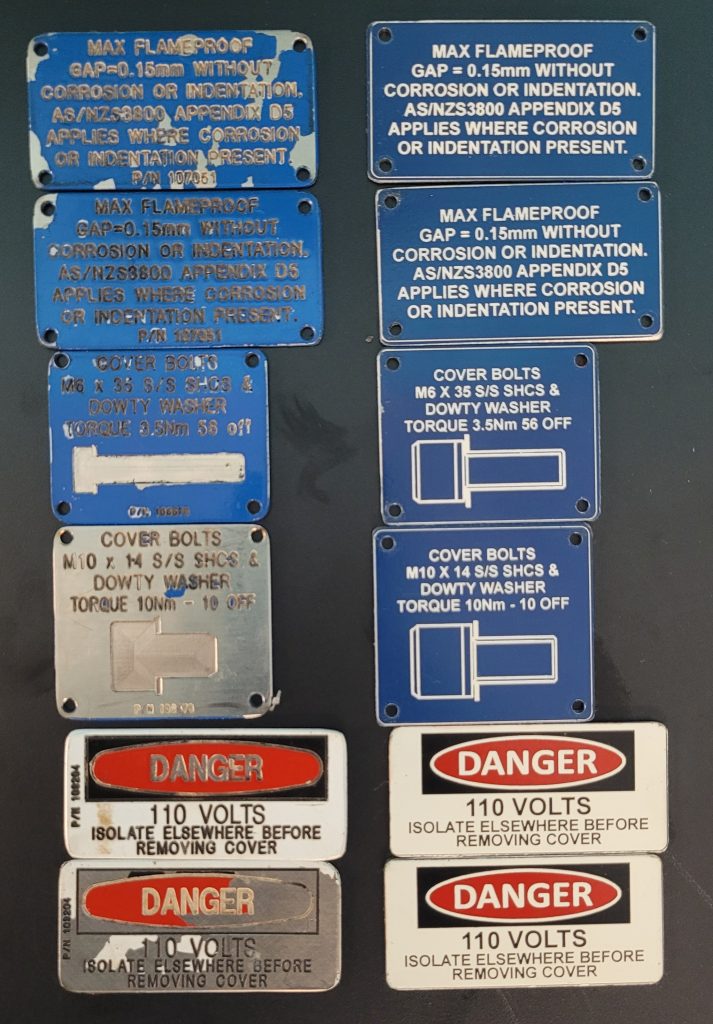 MAX FLAMEPROOF
GAP=0.15mm WITHOUT
CORROSION OR INDENTATION.
AS/NZS3800 APPENDIX D5
APPLIES WHERE CORROSION
OR INDENTATION PRESENT.
P/N 107051
MAX FLAMEPROOF
GAP = 0.15mm WITHOUT
CORROSION OR INDENTATION.
AS/NZS3800 APPENDIX D5
APPLIES WHERE CORROSION
OR INDENTATION PRESENT.
MAX FLAMEPROOF
GAP=0.15mm WITHOUT
CORROSION OR INDENTATION.
AS/NZS3800 APPENDIX D5
APPLIES WHERE CORROSION
OR INDENTATION PRESENT.
P/N 107051
MAX FLAMEPROOF
GAP = 0.15mm WITHOUT
CORROSION OR INDENTATION.
AS/NZS3800 APPENDIX D5
APPLIES WHERE CORROSION
OR INDENTATION PRESENT.
COVER BOLTS
M6 X 35 S/S SHCS &
DOWTY WASHER
TORQUE 3.5Nm 56 off
P/N
COVER BOLTS
M6 X 35 S/S SHCS &
DOWTY WASHER
TORQUE 3.5Nm 56 OFF
COVER BOLTS
M10 x 14 S/S SHCS &
DOWTY WASHER
TORQUE 10Nm - 10 OFF
P/N
COVER BOLTS
M10 X 14 S/S SHCS &
DOWTY WASHER
TORQUE 10Nm - 10 OFF
P/N 109204
DANGER
110 VOLTS
ISOLATE ELSEWHERE BEFORE
REMOVING COVER
DANGER
110 VOLTS
ISOLATE ELSEWHERE BEFORE
REMOVING COVER
P/N 109204
DANGER
110 VOLTS
ISOLATE ELSEWHERE BEFORE
REMOVING COVER
DANGER
110 VOLTS
ISOLATE ELSEWHERE BEFORE
REMOVING COVER